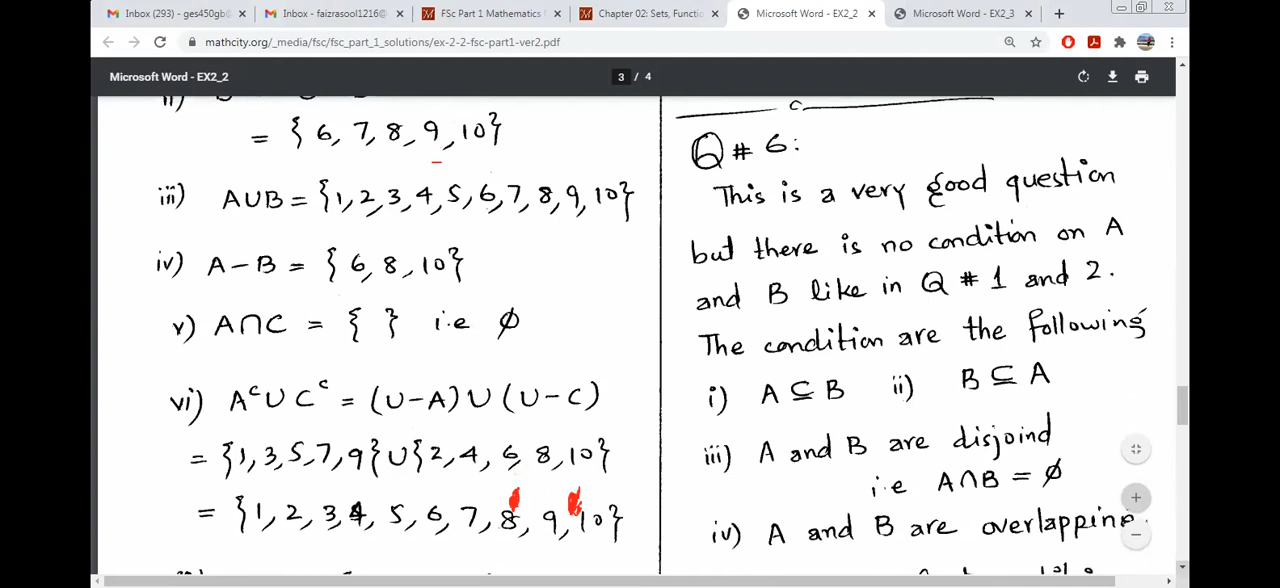 Inbox (293) - ges450gb
Inbox - faizrasool1216@
FSc Part 1 Mathematics
Chapter 02: Sets, Functi
Microsoft Word - EX2_2
Microsoft Word - EX2_3
mathcity.org/_media/fsc/fsc_part_1_solutions/ex-2-2-fsc-part1-ver2.pdf
Microsoft Word - EX2_2
3 / 4
= { 6, 7, 8, 9, 10}
iii) A∪B = {1, 2, 3, 4, 5, 6, 7, 8, 9, 10}
iv) A-B = { 6, 8, 10}
v) A∩C = { } i.e ∅
vi) Aᶜ∪Cᶜ = (U-A)∪(U-C)
= {1, 3, 5, 7, 9}∪{2, 4, 6, 8, 10}
= {1, 2, 3, 4, 5, 6, 7, 8, 9, 10}
Q # 6:
This is a very good question
but there is no condition on A
and B like in Q # 1 and 2.
The condition are the following
i) A ⊆ B ii) B ⊆ A
iii) A and B are disjoind
i.e A∩B = ∅
iv) A and B are overlapping